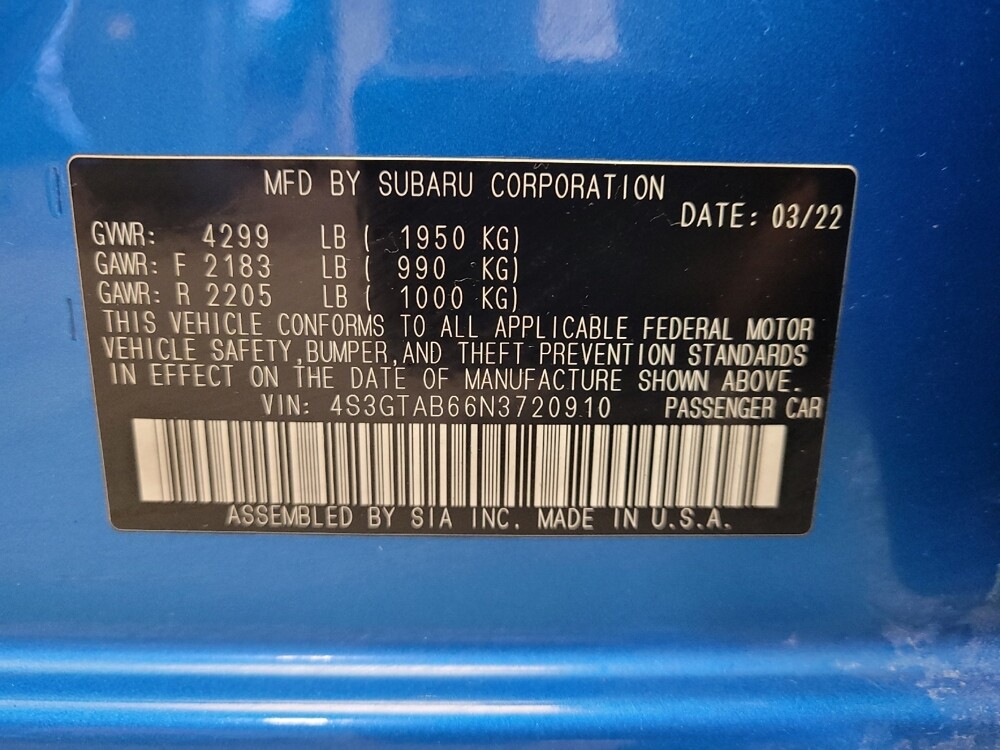 MFD BY SUBARU CORPORATION
DATE: 03/22
GVWR: 4299 LB ( 1950 KG)
GAWR: F 2183 LB ( 990 KG)
GAWR: R 2205 LB ( 1000 KG)
THIS VEHICLE CONFORMS TO ALL APPLICABLE FEDERAL MOTOR
VEHICLE SAFETY,BUMPER,AND THEFT PREVENTION STANDARDS
IN EFFECT ON THE DATE OF MANUFACTURE SHOWN ABOVE.
VIN: 4S3GTAB66N3720910 PASSENGER CAR
ASSEMBLED BY SIA INC. MADE IN U.S.A.